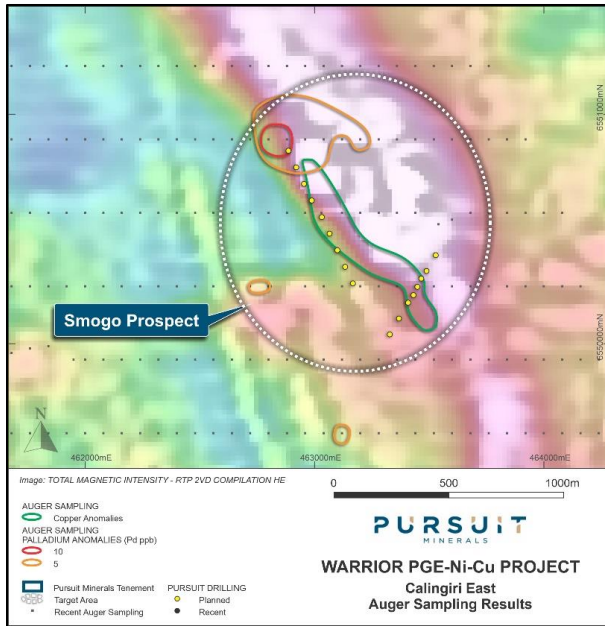 6551000mN
Smogo Prospect
6550000mN
N
462000mE
463000mE
464000mE
Image: TOTAL MAGNETIC INTENSITY - RTP 2VD COMPILATION HE
0 500 1000m
AUGER SAMPLING
Copper Anomalies
AUGER SAMPLING
PALLADIUM ANOMALIES (Pd ppb)
10
5
Pursuit Minerals Tenement
Target Area
Recent Auger Sampling
PURSUIT DRILLING
Planned
Recent
PURSUIT
MINERALS
WARRIOR PGE-Ni-Cu PROJECT
Calingiri East
Auger Sampling Results